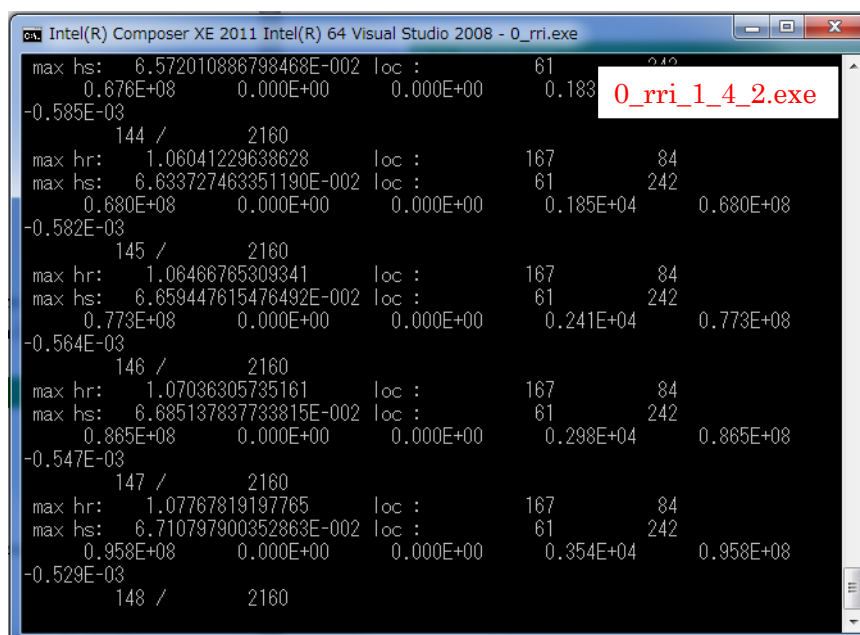 Intel(R) Composer XE 2011 Intel(R) 64 Visual Studio 2008 - 0_rri.exe
max hs: 6.572010886798468E-002 loc : 61 242
0.676E+08 0.000E+00 0.000E+00 0.183
0_rri_1_4_2.exe
-0.585E-03
144 / 2160
max hr: 1.06041229638628 loc : 167 84
max hs: 6.633727463351190E-002 loc : 61 242
0.680E+08 0.000E+00 0.000E+00 0.185E+04 0.680E+08
-0.582E-03
145 / 2160
max hr: 1.06466765309341 loc : 167 84
max hs: 6.659447615476492E-002 loc : 61 242
0.773E+08 0.000E+00 0.000E+00 0.241E+04 0.773E+08
-0.564E-03
146 / 2160
max hr: 1.07036305735161 loc : 167 84
max hs: 6.685137837733815E-002 loc : 61 242
0.865E+08 0.000E+00 0.000E+00 0.298E+04 0.865E+08
-0.547E-03
147 / 2160
max hr: 1.07767819197765 loc : 167 84
max hs: 6.710797900352863E-002 loc : 61 242
0.958E+08 0.000E+00 0.000E+00 0.354E+04 0.958E+08
-0.529E-03
148 / 2160